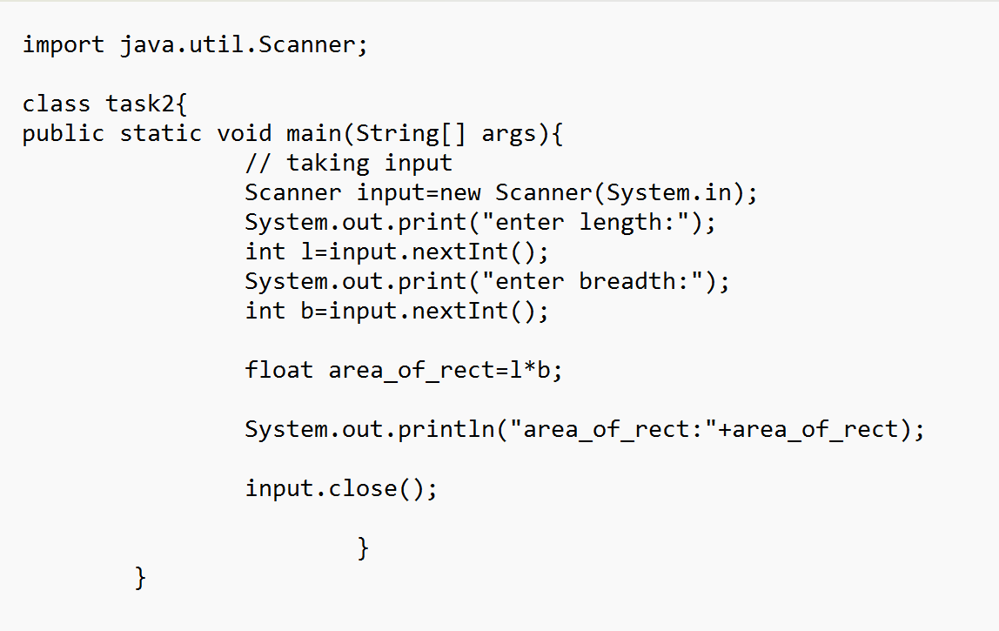 import java.util.Scanner;
class task2{
public static void main(String[] args){
// taking input
Scanner input=new Scanner(System.in);
System.out.print("enter length:");
int l=input.nextInt();
System.out.print("enter breadth:");
int b=input.nextInt();
float area_of_rect=l*b;
System.out.println("area_of_rect:"+area_of_rect);
input.close();
}
}